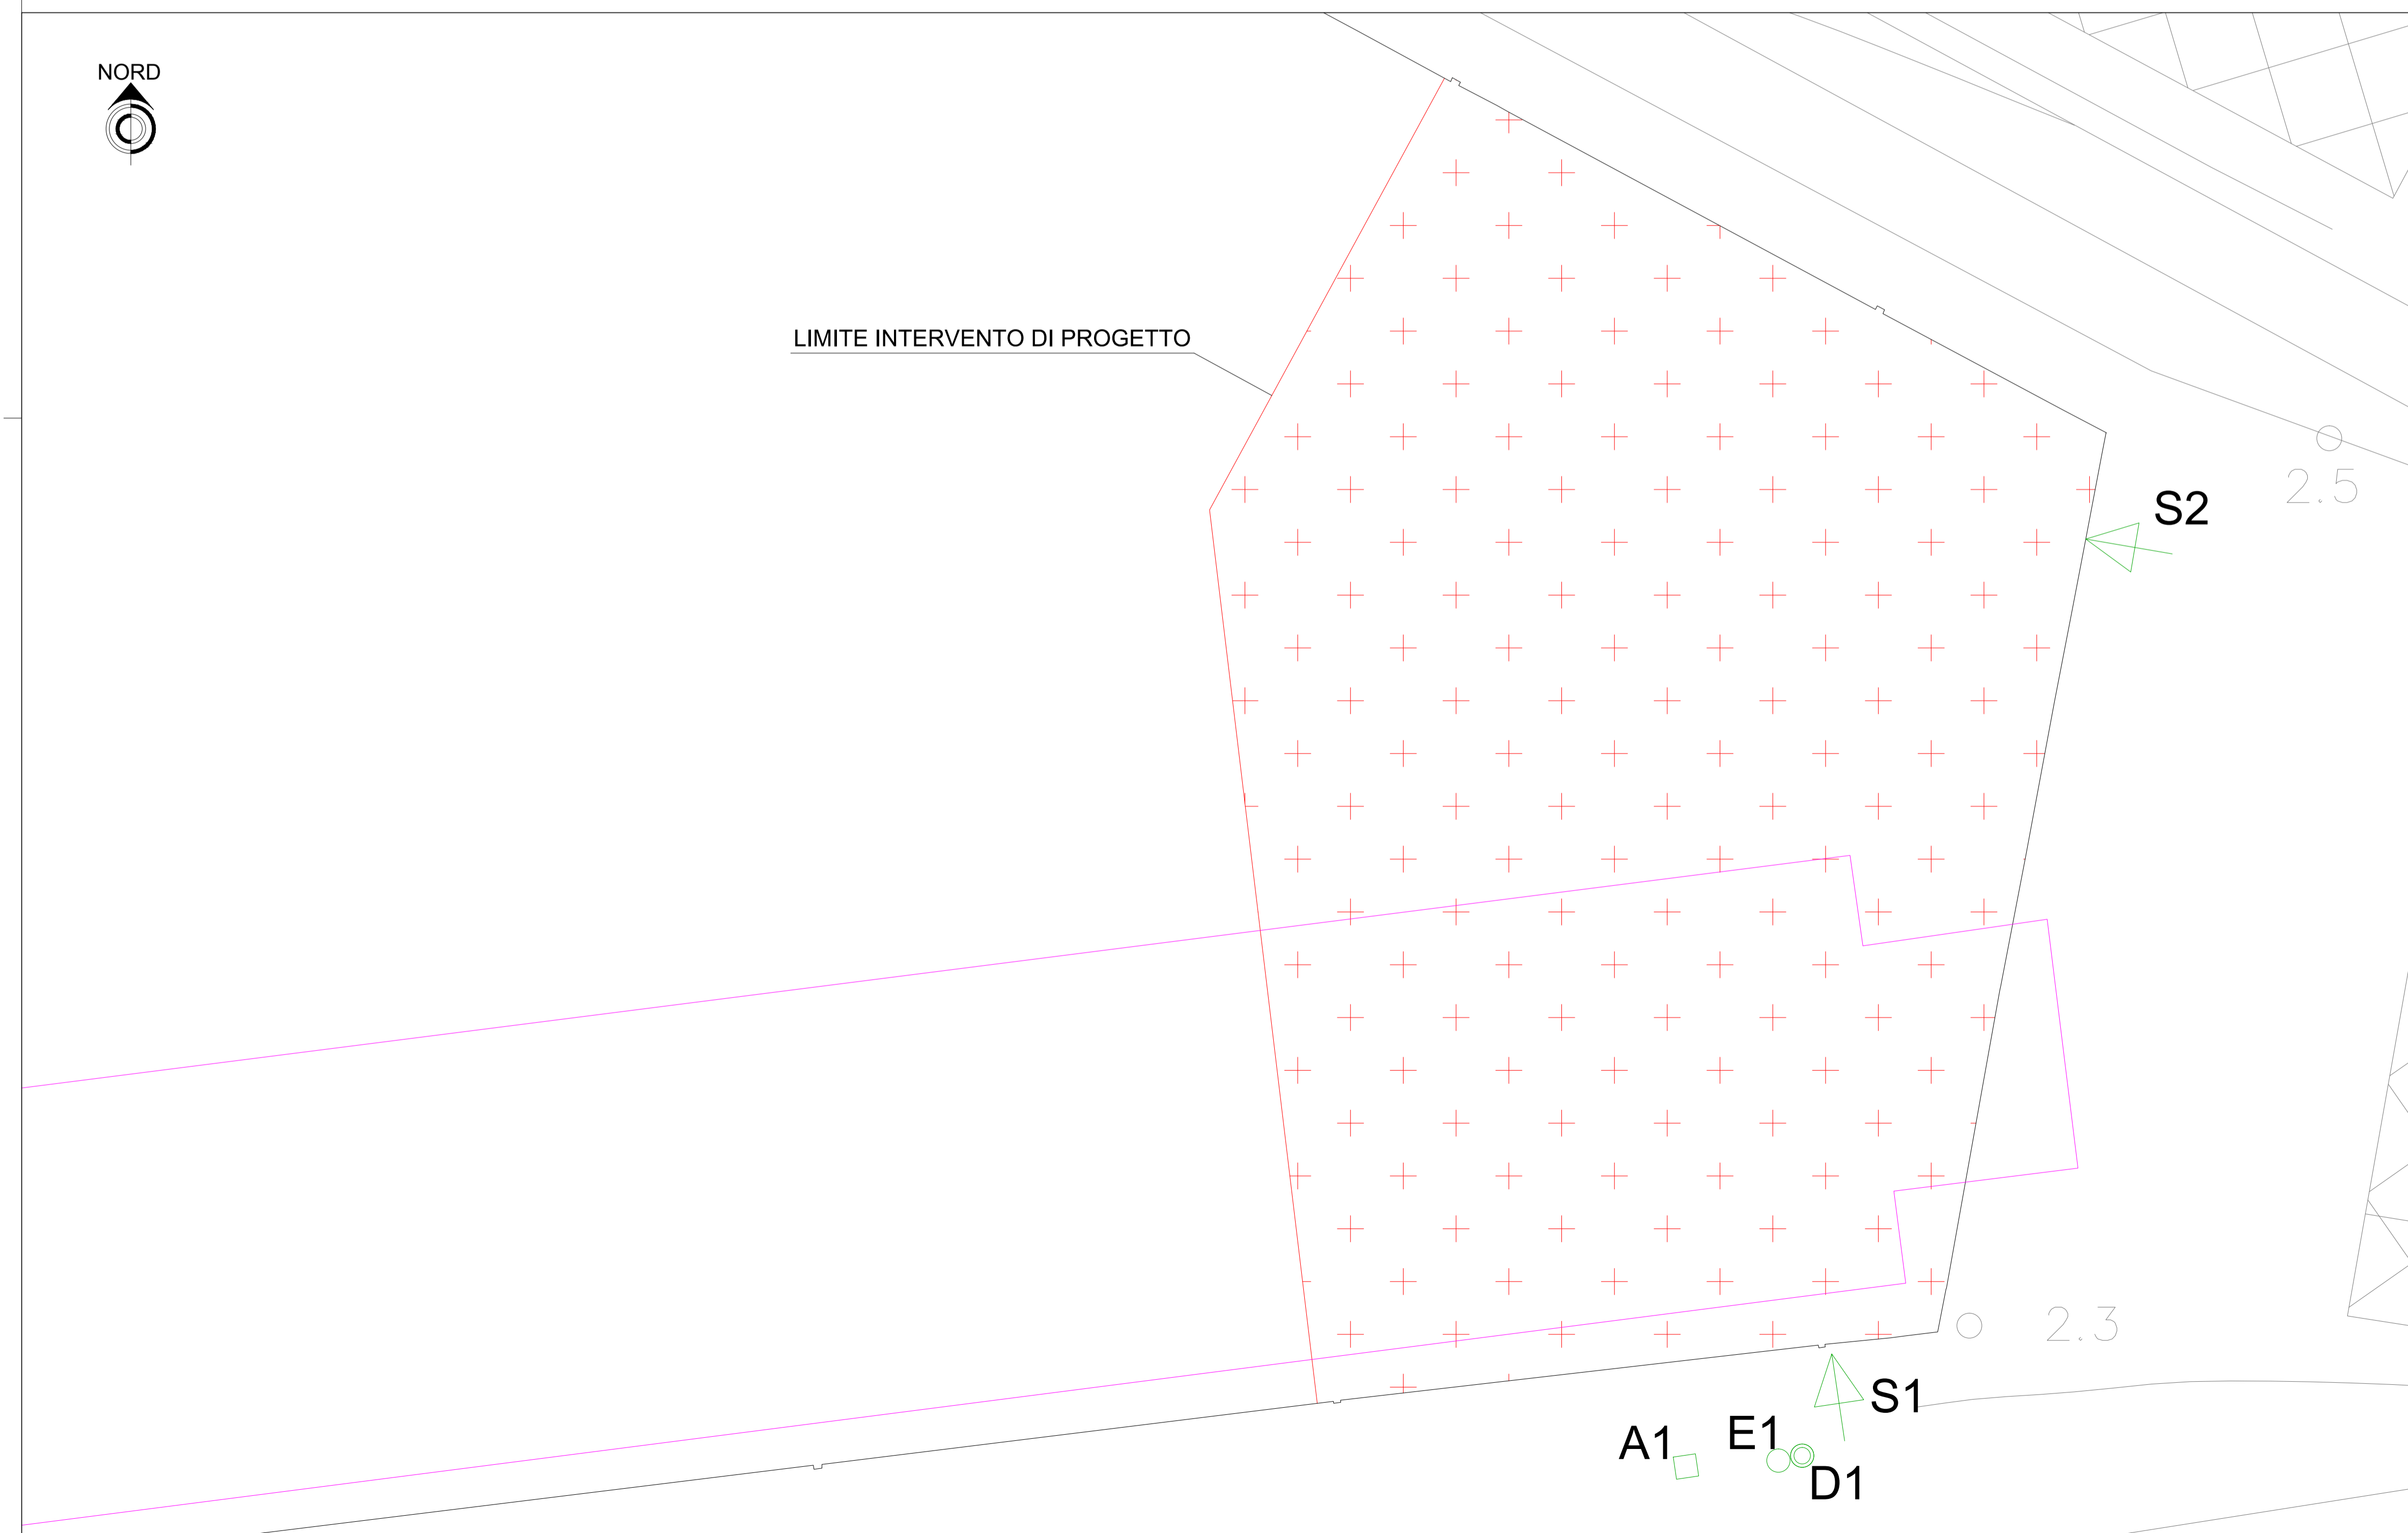 NORD
LIMITE INTERVENTO DI PROGETTO
2.5
S2
2.3
S1
A1
E1
D1